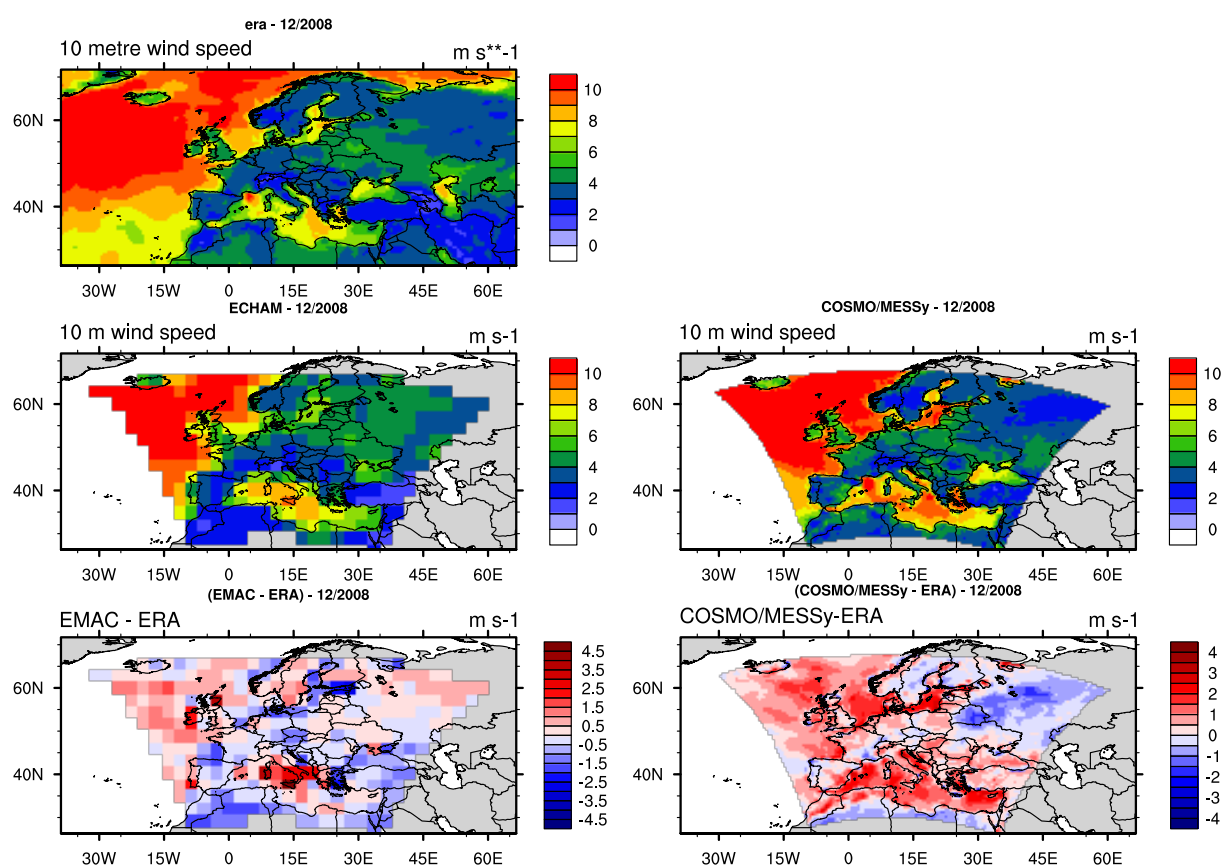 era - 12/2008
10 metre wind speed m s**-1
10
8
6
4
2
0
60N
40N
30W 15W 0 15E 30E 45E 60E
ECHAM - 12/2008
10 m wind speed m s-1
10
8
6
4
2
0
60N
40N
30W 15W 0 15E 30E 45E 60E
COSMO/MESSy - 12/2008
10 m wind speed m s-1
10
8
6
4
2
0
60N
40N
30W 15W 0 15E 30E 45E 60E
(EMAC - ERA) - 12/2008
EMAC - ERA m s-1
4.5
3.5
2.5
1.5
0.5
-0.5
-1.5
-2.5
-3.5
-4.5
60N
40N
30W 15W 0 15E 30E 45E 60E
(COSMO/MESSy - ERA) - 12/2008
COSMO/MESSy-ERA m s-1
4
3
2
1
0
-1
-2
-3
-4
60N
40N
30W 15W 0 15E 30E 45E 60E